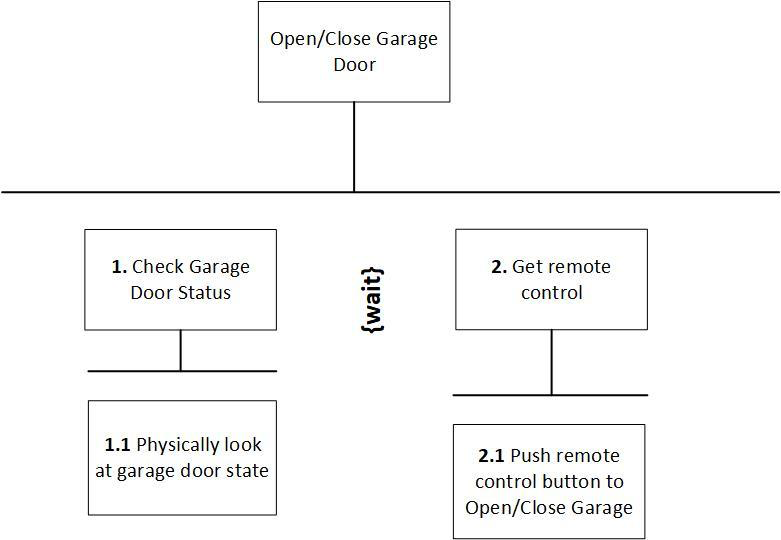 Open/Close Garage
Door
1. Check Garage
Door Status
{wait}
2. Get remote
control
1.1 Physically look
at garage door state
2.1 Push remote
control button to
Open/Close Garage